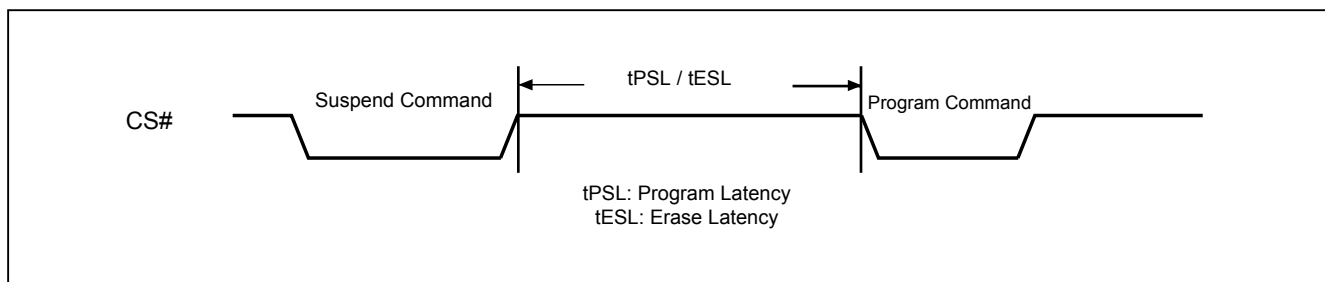 tPSL / tESL
Suspend Command
Program Command
CS#
tPSL: Program Latency
tESL: Erase Latency